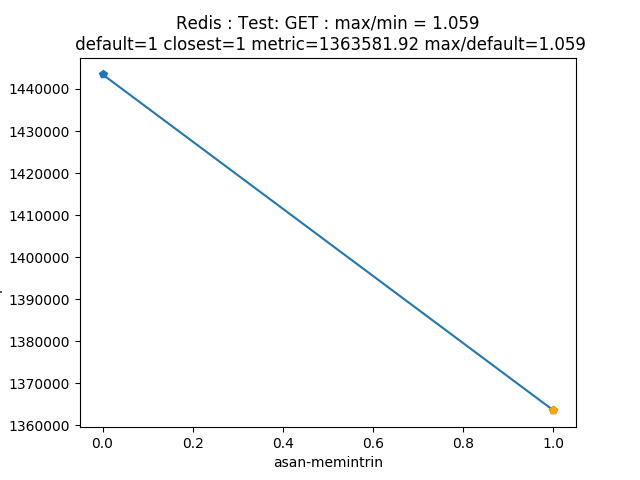 Redis : Test: GET : max/min = 1.059
default=1 closest=1 metric=1363581.92 max/default=1.059
1440000
1430000
1420000
1410000
1400000
1390000
1380000
1370000
1360000
0.0 0.2 0.4 0.6 0.8 1.0
asan-memintrin